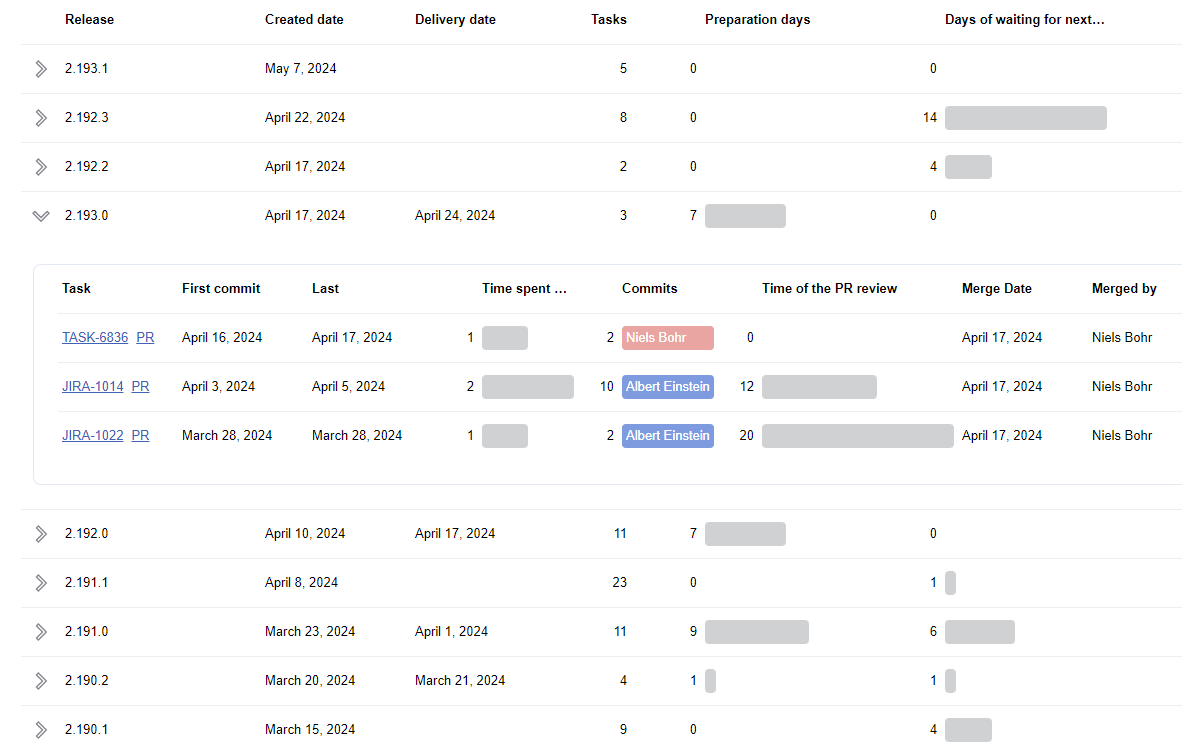 Release Created date Delivery date Tasks Preparation days Days of waiting for next…
2.193.1 May 7, 2024 5 0 0
2.192.3 April 22, 2024 8 0 14
2.192.2 April 17, 2024 2 0 4
2.193.0 April 17, 2024 April 24, 2024 3 7 0
Task First commit Last Time spent … Commits Time of the PR review Merge Date Merged by
TASK-6836 PR April 16, 2024 April 17, 2024 1 2 Niels Bohr 0 April 17, 2024 Niels Bohr
JIRA-1014 PR April 3, 2024 April 5, 2024 2 10 Albert Einstein 12 April 17, 2024 Niels Bohr
JIRA-1022 PR March 28, 2024 March 28, 2024 1 2 Albert Einstein 20 April 17, 2024 Niels Bohr
2.192.0 April 10, 2024 April 17, 2024 11 7 0
2.191.1 April 8, 2024 23 0 1
2.191.0 March 23, 2024 April 1, 2024 11 9 6
2.190.2 March 20, 2024 March 21, 2024 4 1 1
2.190.1 March 15, 2024 9 0 4